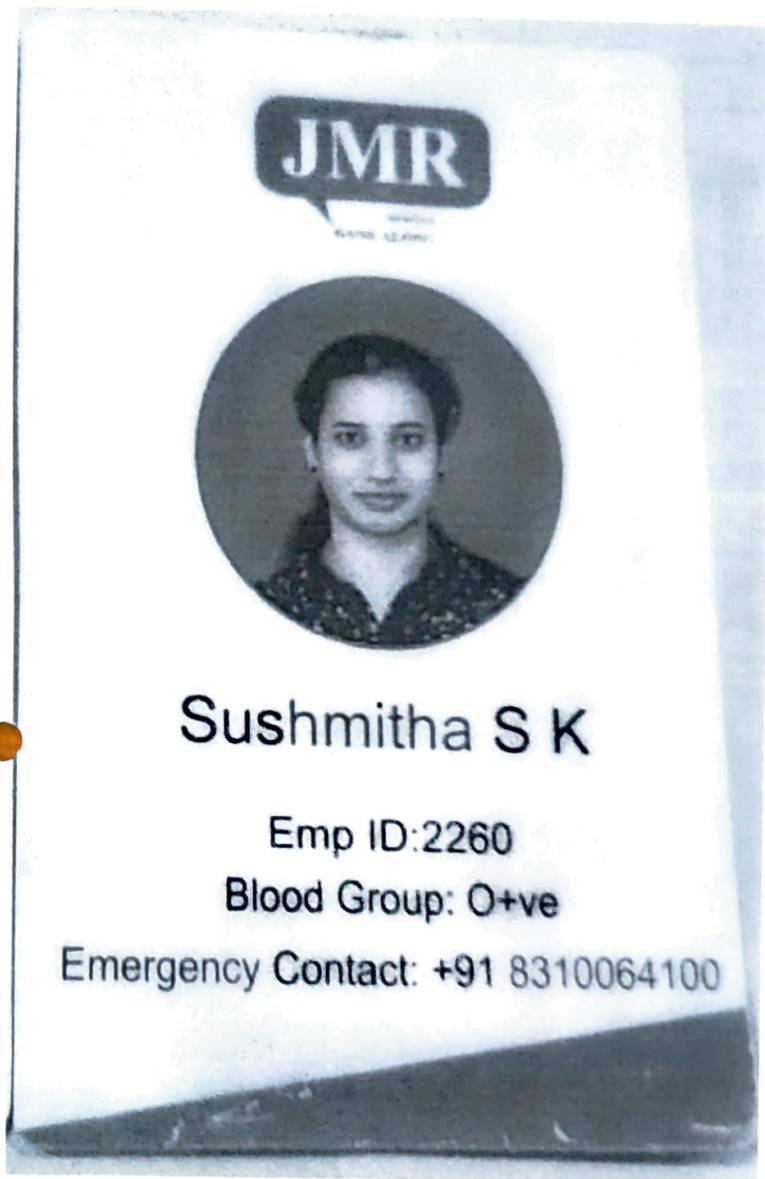 JMR
Sushmitha S K
Emp ID:2260
Blood Group: O+ve
Emergency Contact: +91 8310064100